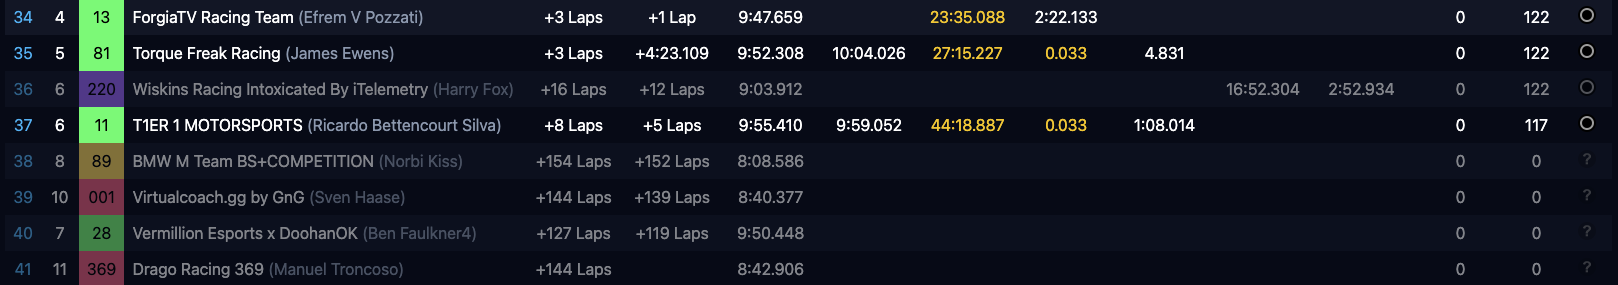 34 4 13 ForgiaTV Racing Team (Efrem V Pozzati) +3 Laps +1 Lap 9:47.659 23:35.088 2:22.133 0 122
35 5 81 Torque Freak Racing (James Ewens) +3 Laps +4:23.109 9:52.308 10:04.026 27:15.227 0.033 4.831 0 122
36 6 220 Wiskins Racing Intoxicated By iTelemetry (Harry Fox) +16 Laps +12 Laps 9:03.912 16:52.304 2:52.934 0 122
37 6 11 T1ER 1 MOTORSPORTS (Ricardo Bettencourt Silva) +8 Laps +5 Laps 9:55.410 9:59.052 44:18.887 0.033 1:08.014 0 117
38 8 89 BMW M Team BS+COMPETITION (Norbi Kiss) +154 Laps +152 Laps 8:08.586 0 0 ?
39 10 001 Virtualcoach.gg by GnG (Sven Haase) +144 Laps +139 Laps 8:40.377 0 0 ?
40 7 28 Vermillion Esports x DoohanOK (Ben Faulkner4) +127 Laps +119 Laps 9:50.448 0 0 ?
41 11 369 Drago Racing 369 (Manuel Troncoso) +144 Laps 8:42.906 0 0 ?